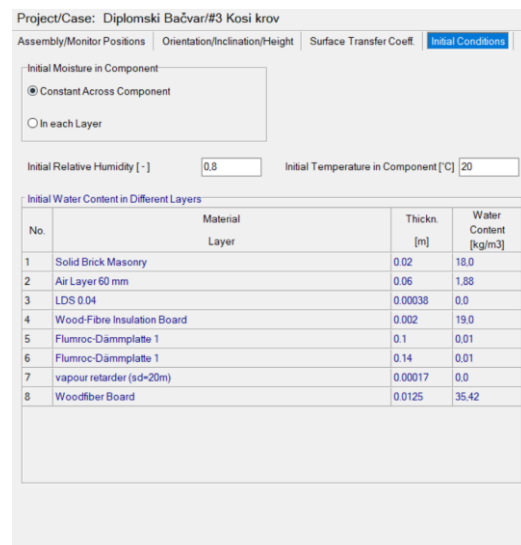 Project/Case: Diplomski Bačvar/#3 Kosi krov
Assembly/Monitor Positions Orientation/Inclination/Height Surface Transfer Coeff. Initial Conditions
Initial Moisture in Component
Constant Across Component
In each Layer
Initial Relative Humidity [ - ] 0,8 Initial Temperature in Component [°C] 20
Initial Water Content in Different Layers
No. Material Layer Thickn. [m] Water Content [kg/m3]
1 Solid Brick Masonry 0.02 18,0
2 Air Layer 60 mm 0.06 1,88
3 LDS 0.04 0.00038 0,0
4 Wood-Fibre Insulation Board 0.002 19,0
5 Flumroc-Dämmplatte 1 0.1 0,01
6 Flumroc-Dämmplatte 1 0.14 0,01
7 vapour retarder (sd=20m) 0.00017 0,0
8 Woodfiber Board 0.0125 35,42